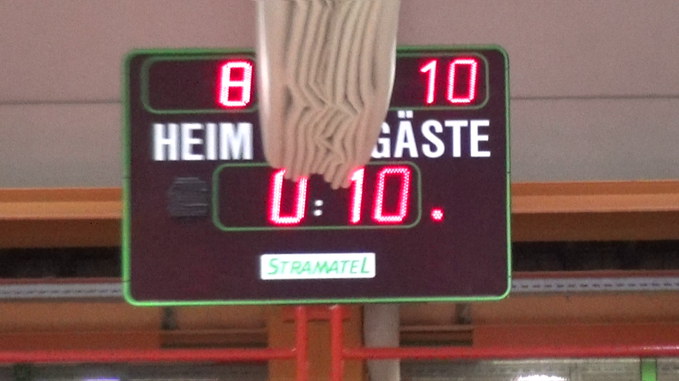 8 10
HEIM GÄSTE
0:10.
STRAMATEL